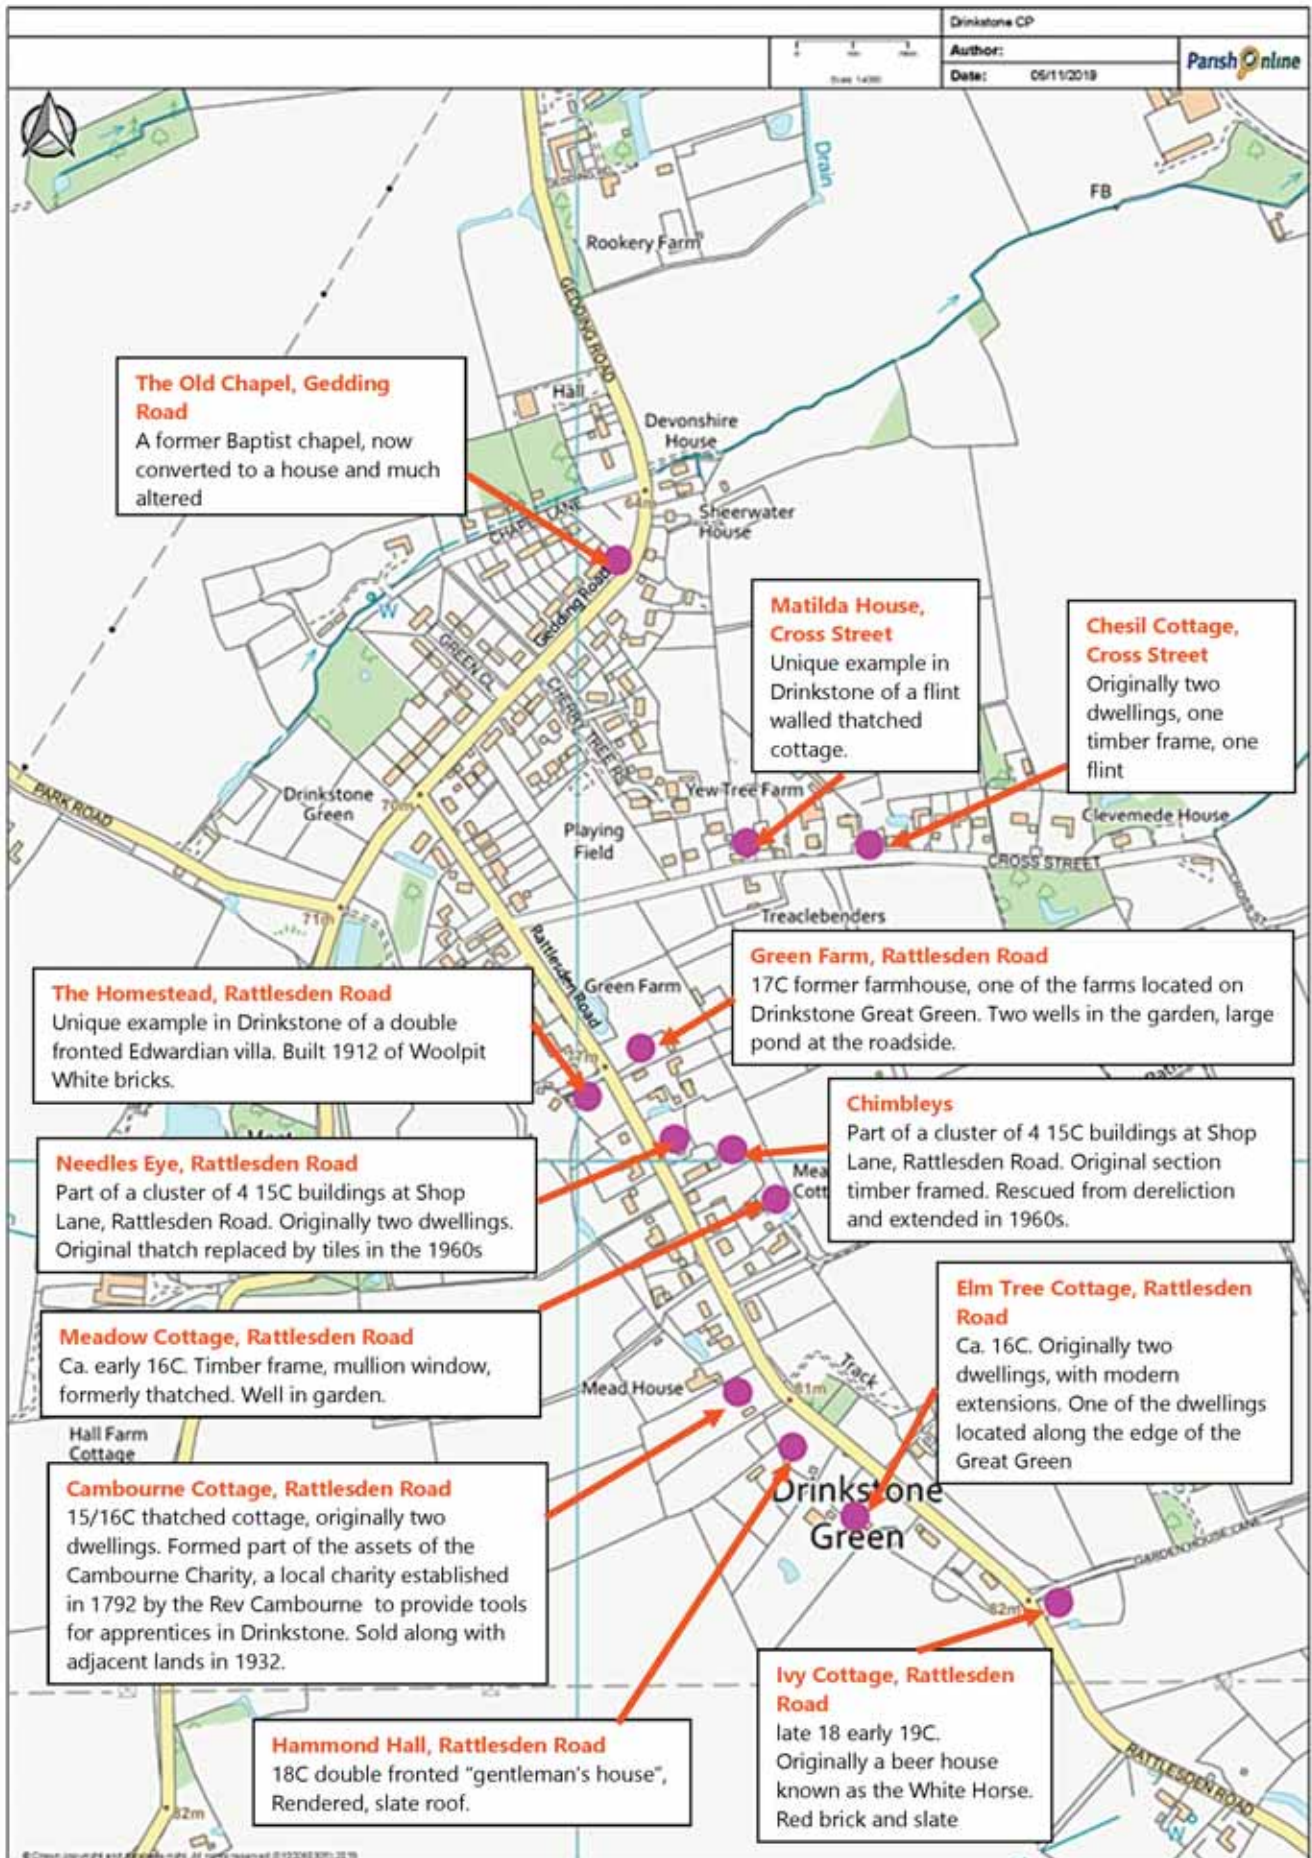 Drinkstone CP
Author:
Date: 05/11/2019
Parish Online
Drain
FB
Rookery Farm
GEDDING ROAD
The Old Chapel, Gedding
Road
A former Baptist chapel, now
converted to a house and much
altered
Hall
Devonshire
House
64m
CHAPEL LANE
Sheerwater
House
W
Gedding Road
GREEN CL
CHERRY TREE RI
Matilda House,
Cross Street
Unique example in
Drinkstone of a flint
walled thatched
cottage.
Chesil Cottage,
Cross Street
Originally two
dwellings, one
timber frame, one
flint
PARK ROAD
Drinkstone
Green
70m
Yew Tree Farm
Playing
Field
Clevemede House
CROSS STREET
CROSS ST
71m
Treaclebenders
Rattlesden Road
Green Farm
Green Farm, Rattlesden Road
17C former farmhouse, one of the farms located on
Drinkstone Great Green. Two wells in the garden, large
pond at the roadside.
The Homestead, Rattlesden Road
Unique example in Drinkstone of a double
fronted Edwardian villa. Built 1912 of Woolpit
White bricks.
Chimbleys
Part of a cluster of 4 15C buildings at Shop
Lane, Rattlesden Road. Original section
timber framed. Rescued from dereliction
and extended in 1960s.
Needles Eye, Rattlesden Road
Part of a cluster of 4 15C buildings at Shop
Lane, Rattlesden Road. Originally two dwellings.
Original thatch replaced by tiles in the 1960s
Mea
Cott
Elm Tree Cottage, Rattlesden
Road
Ca. 16C. Originally two
dwellings, with modern
extensions. One of the dwellings
located along the edge of the
Great Green
Meadow Cottage, Rattlesden Road
Ca. early 16C. Timber frame, mullion window,
formerly thatched. Well in garden.
Track
Mead House
81m
Hall Farm
Cottage
Cambourne Cottage, Rattlesden Road
15/16C thatched cottage, originally two
dwellings. Formed part of the assets of the
Cambourne Charity, a local charity established
in 1792 by the Rev Cambourne to provide tools
for apprentices in Drinkstone. Sold along with
adjacent lands in 1932.
Drinkstone
Green
GARDEN HOUSE LANE
82m
Ivy Cottage, Rattlesden
Road
late 18 early 19C.
Originally a beer house
known as the White Horse.
Red brick and slate
Hammond Hall, Rattlesden Road
18C double fronted "gentleman's house",
Rendered, slate roof.
RATTLESDEN ROAD
W
82m